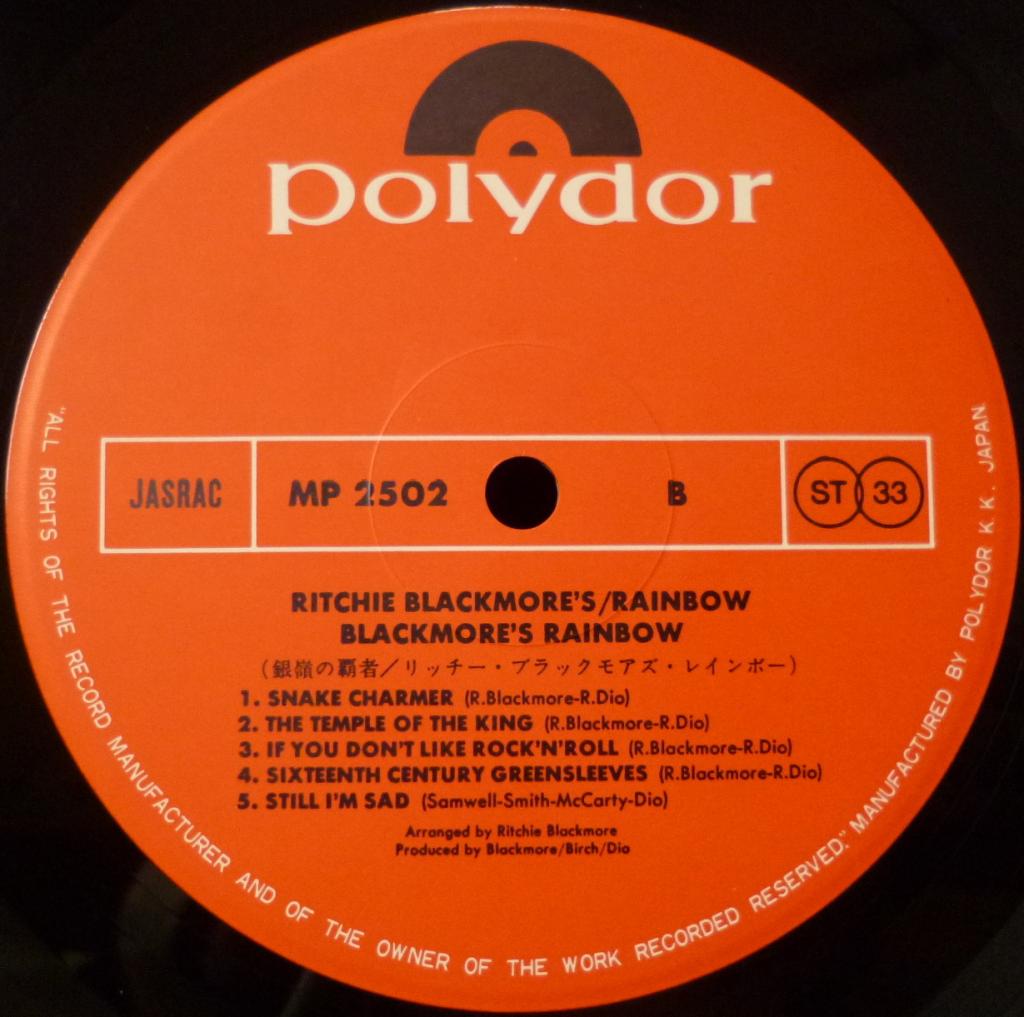 polydor
JASRAC
MP 2502
B
ST 33
RITCHIE BLACKMORE'S/RAINBOW
BLACKMORE'S RAINBOW
(銀嶺の覇者/リッチー・ブラックモアズ・レインボー)
1. SNAKE CHARMER (R.Blackmore-R.Dio)
2. THE TEMPLE OF THE KING (R.Blackmore-R.Dio)
3. IF YOU DON'T LIKE ROCK'N'ROLL (R.Blackmore-R.Dio)
4. SIXTEENTH CENTURY GREENSLEEVES (R.Blackmore-R.Dio)
5. STILL I'M SAD (Samwell-Smith-McCarty-Dio)
Arranged by Ritchie Blackmore
Produced by Blackmore/Birch/Dio
"ALL RIGHTS OF THE RECORD MANUFACTURER AND OF THE OWNER OF THE WORK RECORDED RESERVED." MANUFACTURED BY POLYDOR K.K. JAPAN